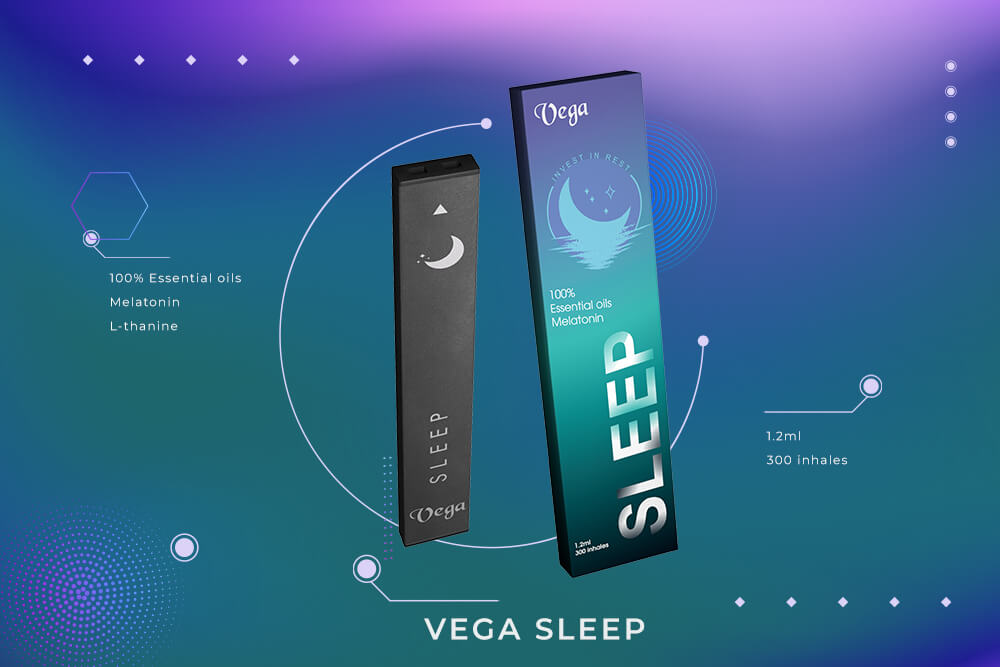 100% Essential oils
Melatonin
L-thanine
SLEEP
Vega
Vega
INVEST IN REST
100%
Essential oils
Melatonin
SLEEP
1.2ml
300 inhales
1.2ml
300 inhales
VEGA SLEEP